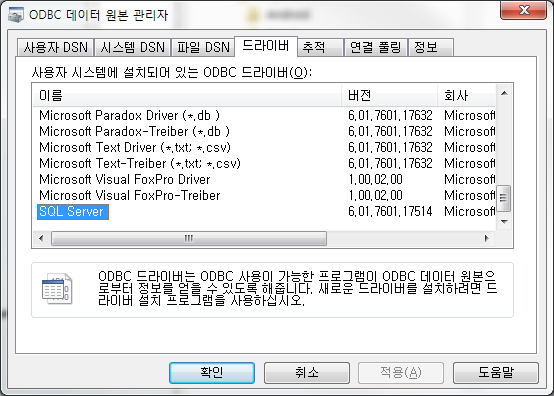 Android
ODBC 데이터 원본 관리자
사용자 DSN 시스템 DSN 파일 DSN 드라이버 추적 연결 풀링 정보
사용자 시스템에 설치되어 있는 ODBC 드라이버(O):
이름 버전 회사
Microsoft Paradox Driver (*.db ) 6.01.7601.17632 Microsoft
Microsoft Paradox-Treiber (*.db ) 6.01.7601.17632 Microsoft
Microsoft Text Driver (*.txt; *.csv) 6.01.7601.17632 Microsoft
Microsoft Text-Treiber (*.txt; *.csv) 6.01.7601.17632 Microsoft
Microsoft Visual FoxPro Driver 1.00.02.00 Microsoft
Microsoft Visual FoxPro-Treiber 1.00.02.00 Microsoft
SQL Server 6.01.7601.17514 Microsoft
ODBC 드라이버는 ODBC 사용이 가능한 프로그램이 ODBC 데이터 원본으
로부터 정보를 얻을 수 있도록 해줍니다. 새로운 드라이버를 설치하려면 드
라이버 설치 프로그램을 사용하십시오.
확인 취소 적용(A) 도움말